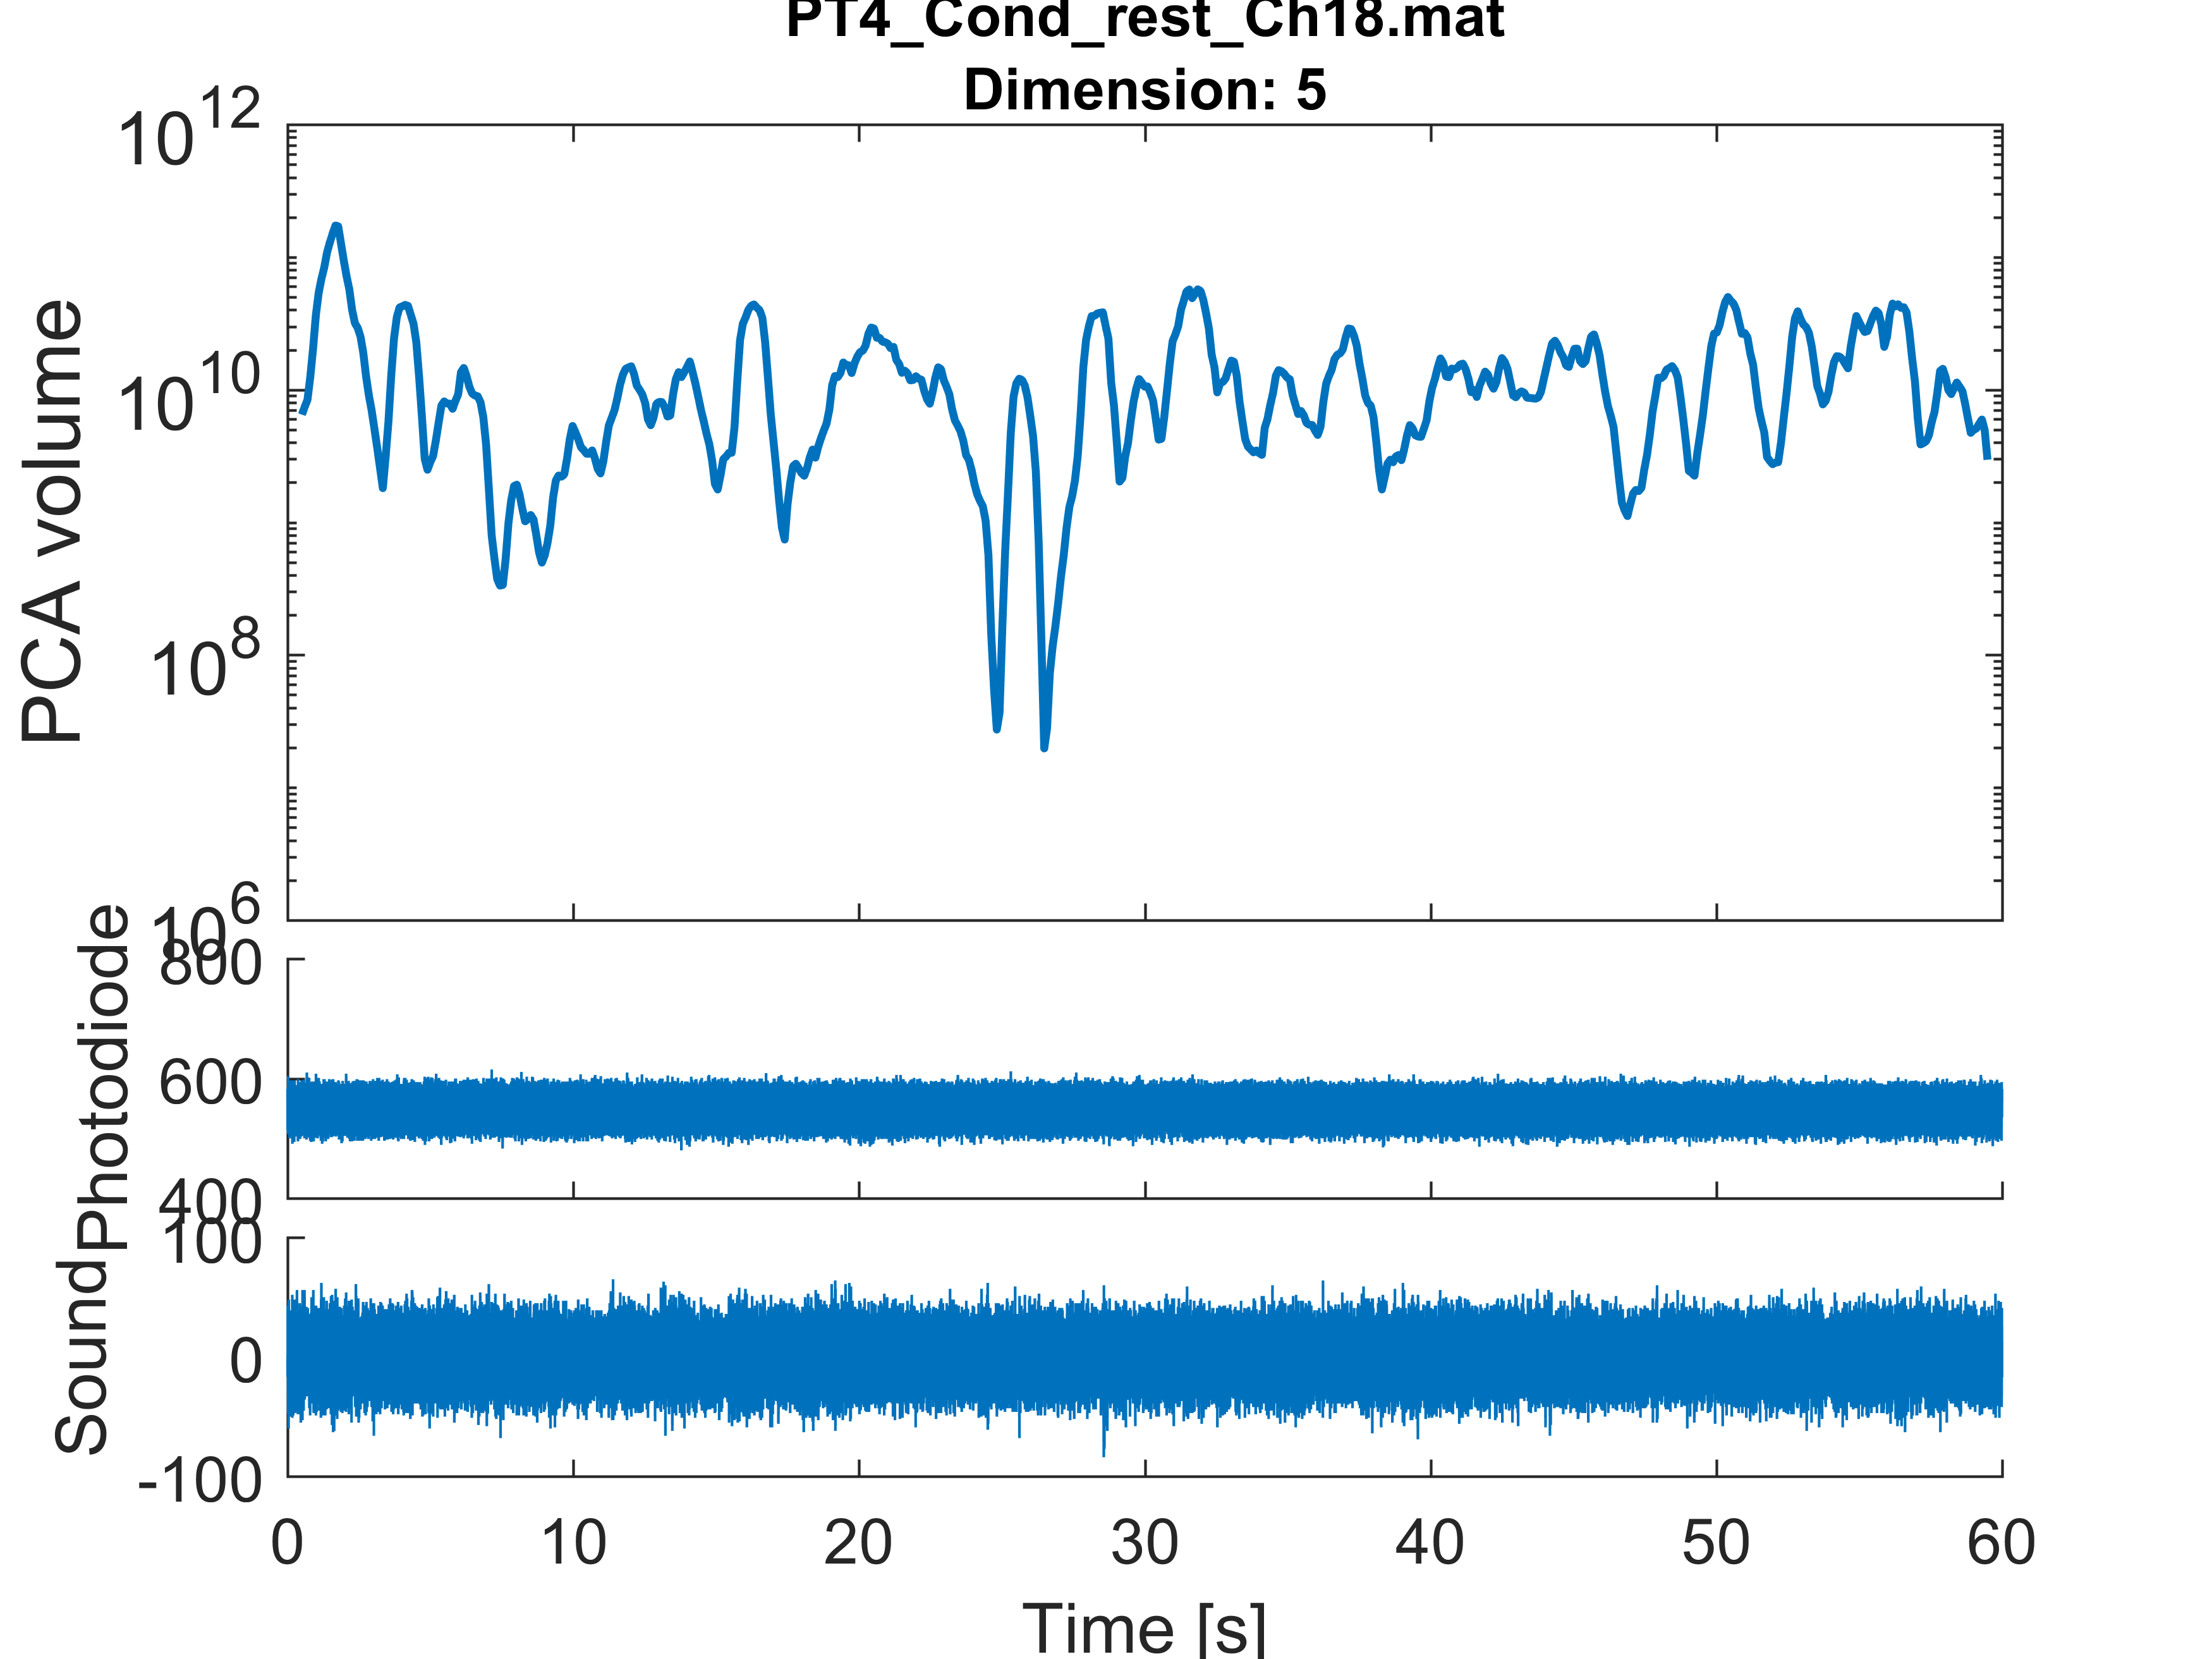 PT4_Cond_rest_Ch18.mat
Dimension: 5
PCA volume
10^12
10^10
10^8
10^6
Photodiode
800
600
400
Sound
100
0
-100
0 10 20 30 40 50 60
Time [s]